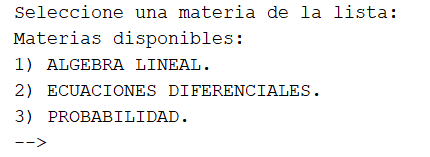 Seleccione una materia de la lista:
Materias disponibles:
1) ALGEBRA LINEAL.
2) ECUACIONES DIFERENCIALES.
3) PROBABILIDAD.
-->